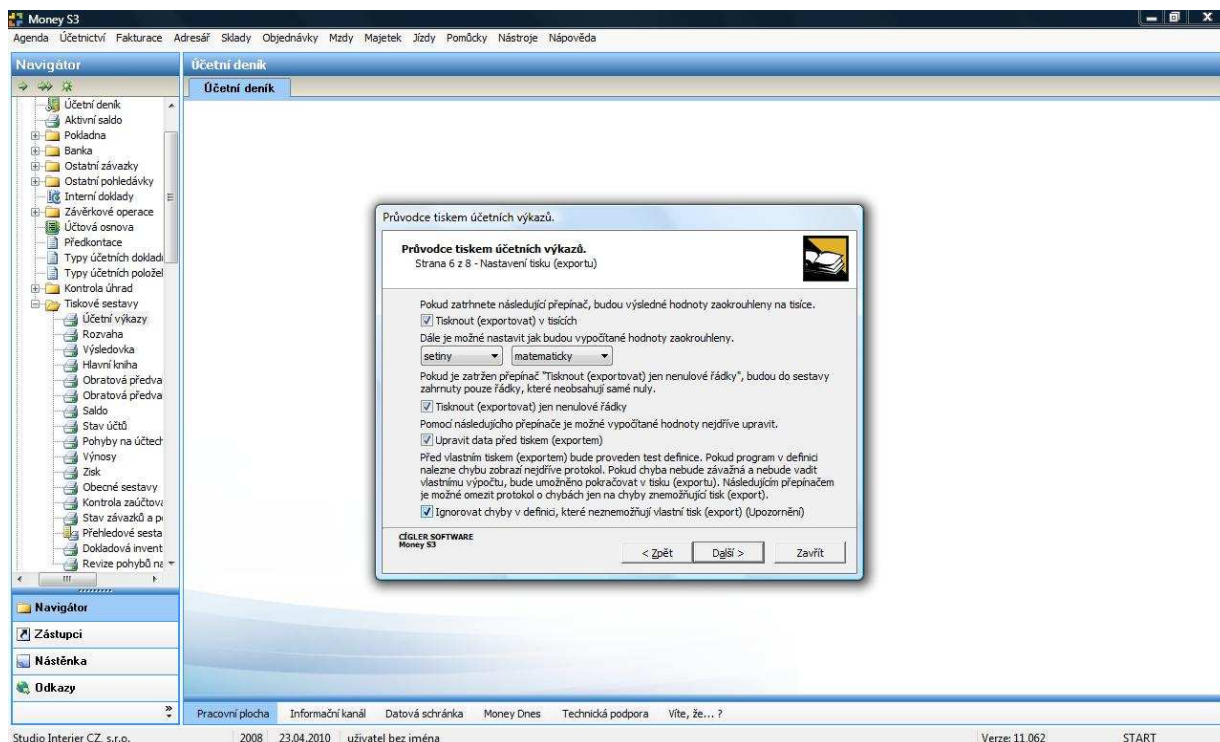 Money S3
Agenda Účetnictví Fakturace Adresář Sklady Objednávky Mzdy Majetek Jízdy Pomůcky Nástroje Nápověda
Navigátor
Účetní deník
Účetní deník
Účetní deník
Aktivní saldo
Pokladna
Banka
Ostatní závazky
Ostatní pohledávky
Interní doklady
Závěrkové operace
Účtová osnova
Předkontace
Typy účetních dokladů
Typy účetních položel
Kontrola úhrad
Tiskové sestavy
Účetní výkazy
Rozvaha
Výsledovka
Hlavní kniha
Obratová předva
Obratová předva
Saldo
Stav účtů
Pohyby na účtech
Výnosy
Zisk
Obecné sestavy
Kontrola zaúčtova
Stav závazků a po
Přehledové sesta
Dokladová invent
Revize pohybů na
Navigátor
Zástupci
Nástěnka
Odkazy
Průvodce tiskem účetních výkazů.
Průvodce tiskem účetních výkazů.
Strana 6 z 8 - Nastavení tisku (exportu)
Pokud zatrhnete následující přepínač, budou výsledné hodnoty zaokrouhleny na tisíce.
Tisknout (exportovat) v tisících
Dále je možné nastavit jak budou vypočítané hodnoty zaokrouhleny.
setiny matematicky
Pokud je zatržen přepínač "Tisknout (exportovat) jen nenulové řádky", budou do sestavy
zahrnuty pouze řádky, které neobsahují samé nuly.
Tisknout (exportovat) jen nenulové řádky
Pomocí následujícího přepínače je možné vypočítané hodnoty nejdříve upravit.
Upravit data před tiskem (exportem)
Před vlastním tiskem (exportem) bude proveden test definice. Pokud program v definici
nalezne chybu zobrazí nejdříve protokol. Pokud chyba nebude závažná a nebude vadit
vlastnímu výpočtu, bude umožněno pokračovat v tisku (exportu). Následujícím přepínačem
je možné omezit protokol o chybách jen na chyby znemožňující tisk (export).
Ignorovat chyby v definici, které neznemožňují vlastní tisk (export) (Upozornění)
CÍGLER SOFTWARE
Money S3
< Zpět Další > Zavřít
Pracovní plocha Informační kanál Datová schránka Money Dnes Technická podpora Víte, že... ?
Studio Interier CZ, s.r.o. 2008 23.04.2010 uživatel bez jména Verze: 11.062 START